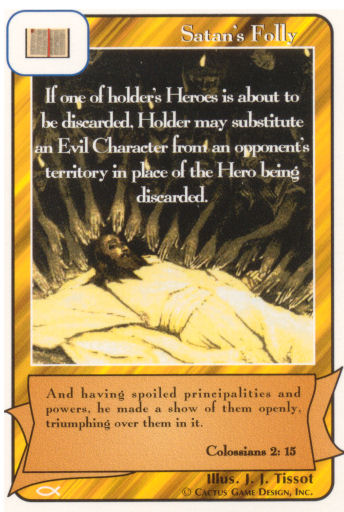 Satan's Folly
If one of holder's Heroes is about to
be discarded, Holder may substitute
an Evil Character from an opponent's
territory in place of the Hero being
discarded.
And having spoiled principalities and
powers, he made a show of them openly,
triumphing over them in it.
Colossians 2: 15
Illus. J. J. Tissot
© Cactus Game Design, Inc.